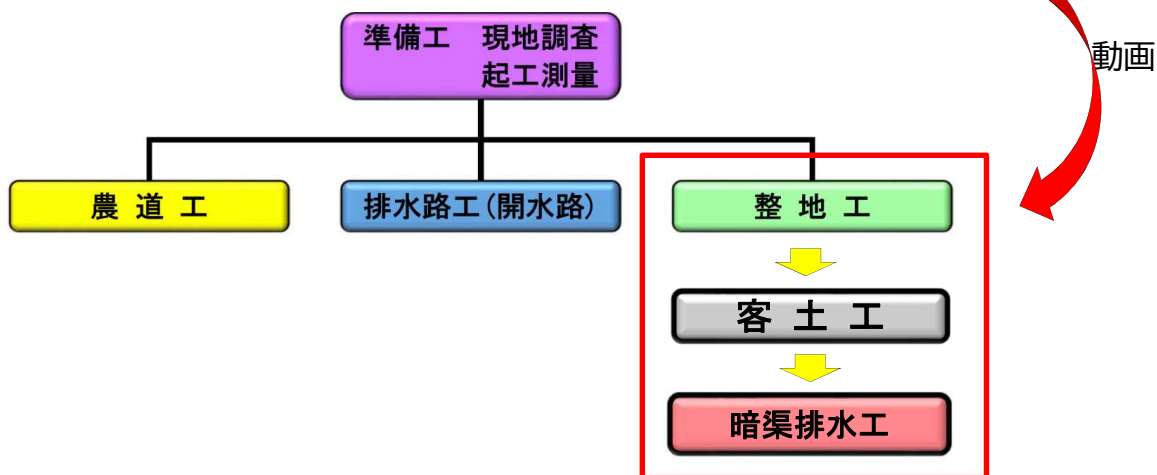 準備工 現地調査
起工測量
動画
農 道 工
排水路工(開水路)
整 地 工
客 土 工
暗渠排水工